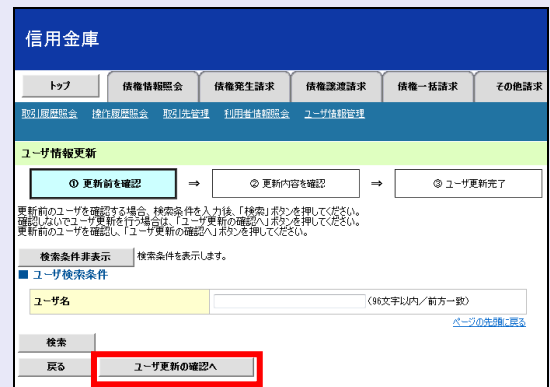 信用金庫
トップ 債権情報照会 債権発生請求 債権譲渡請求 債権一括請求 その他請求
取引履歴照会 操作履歴照会 取引先管理 利用者情報照会 ユーザ情報管理
ユーザ情報更新
① 更新前を確認 ⇒ ② 更新内容を確認 ⇒ ③ ユーザ更新完了
更新前のユーザを確認する場合、検索条件を入力後、「検索」ボタンを押してください。
確認しないでユーザ更新を行う場合は、「ユーザ更新の確認へ」ボタンを押してください。
更新前のユーザを確認し、「ユーザ更新の確認へ」ボタンを押してください。
検索条件非表示 検索条件を表示します。
■ ユーザ検索条件
ユーザ名 (96文字以内/前方一致)
ページの先頭に戻る
検索
戻る ユーザ更新の確認へ